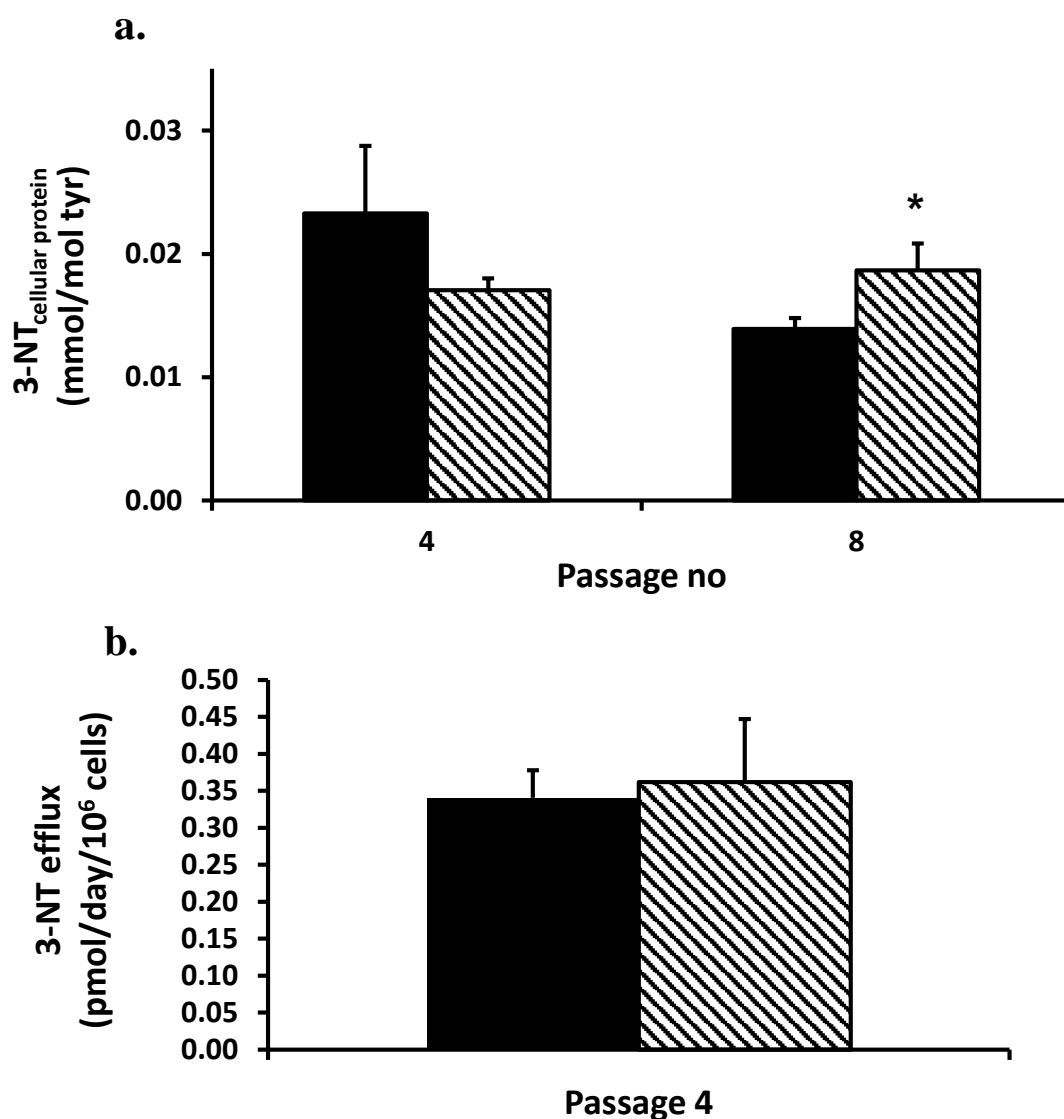 a.
3-NTcellular protein
(mmol/mol tyr)
0.03
0.02
0.01
0.00
*
4
8
Passage no
b.
3-NT efflux
(pmol/day/10⁶ cells)
0.50
0.45
0.40
0.35
0.30
0.25
0.20
0.15
0.10
0.05
0.00
Passage 4